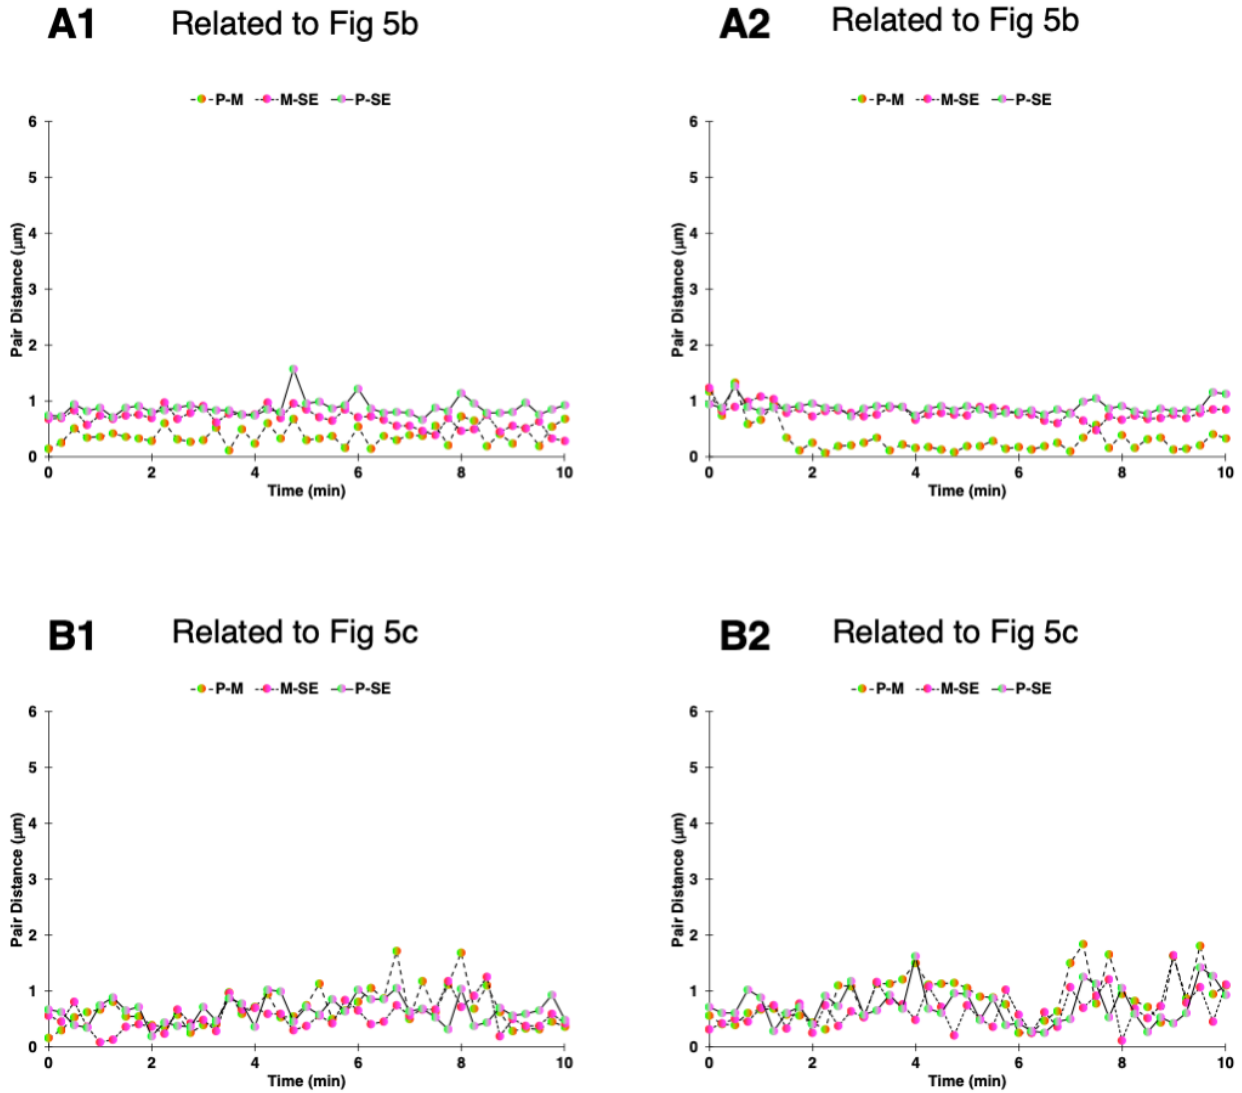 A1 Related to Fig 5b
P-M M-SE P-SE
6
5
4
3
2
1
0
Pair Distance (μm)
0 2 4 6 8 10
Time (min)
A2 Related to Fig 5b
P-M M-SE P-SE
6
5
4
3
2
1
0
Pair Distance (μm)
0 2 4 6 8 10
Time (min)
B1 Related to Fig 5c
P-M M-SE P-SE
6
5
4
3
2
1
0
Pair Distance (μm)
0 2 4 6 8 10
Time (min)
B2 Related to Fig 5c
P-M M-SE P-SE
6
5
4
3
2
1
0
Pair Distance (μm)
0 2 4 6 8 10
Time (min)